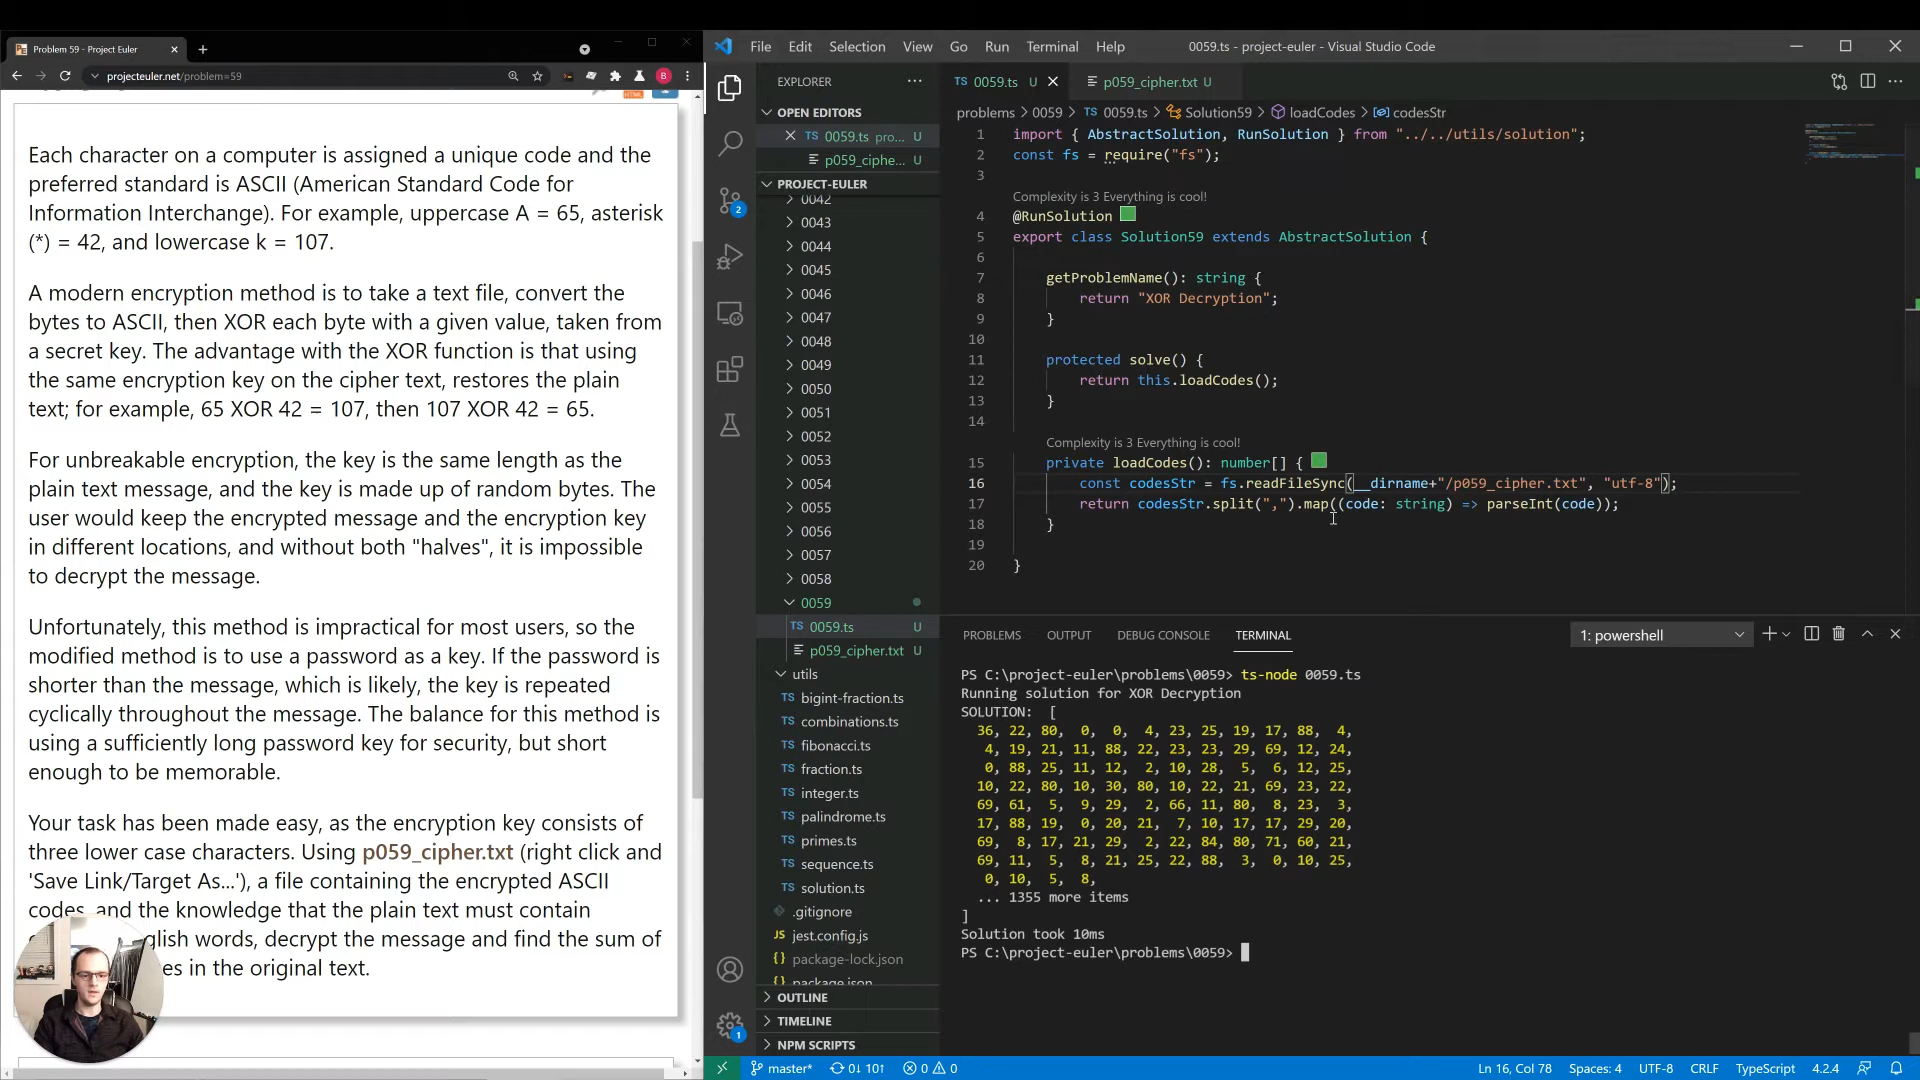 Problem 59 - Project Euler
projecteuler.net/problem=59
B
Each character on a computer is assigned a unique code and the
preferred standard is ASCII (American Standard Code for
Information Interchange). For example, uppercase A = 65, asterisk
(*) = 42, and lowercase k = 107.
A modern encryption method is to take a text file, convert the
bytes to ASCII, then XOR each byte with a given value, taken from
a secret key. The advantage with the XOR function is that using
the same encryption key on the cipher text, restores the plain
text; for example, 65 XOR 42 = 107, then 107 XOR 42 = 65.
For unbreakable encryption, the key is the same length as the
plain text message, and the key is made up of random bytes. The
user would keep the encrypted message and the encryption key
in different locations, and without both "halves", it is impossible
to decrypt the message.
Unfortunately, this method is impractical for most users, so the
modified method is to use a password as a key. If the password is
shorter than the message, which is likely, the key is repeated
cyclically throughout the message. The balance for this method is
using a sufficiently long password key for security, but short
enough to be memorable.
Your task has been made easy, as the encryption key consists of
three lower case characters. Using p059_cipher.txt (right click and
'Save Link/Target As...'), a file containing the encrypted ASCII
codes, and the knowledge that the plain text must contain
glish words, decrypt the message and find the sum of
es in the original text.
File Edit Selection View Go Run Terminal Help
0059.ts - project-euler - Visual Studio Code
EXPLORER
OPEN EDITORS
TS 0059.ts pro... U
p059_ciphe... U
PROJECT-EULER
0042
0043
0044
0045
0046
0047
0048
0049
0050
0051
0052
0053
0054
0055
0056
0057
0058
0059
TS 0059.ts U
p059_cipher.txt U
utils
TS bigint-fraction.ts
TS combinations.ts
TS fibonacci.ts
TS fraction.ts
TS integer.ts
TS palindrome.ts
TS primes.ts
TS sequence.ts
TS solution.ts
.gitignore
JS jest.config.js
{} package-lock.json
{} package.json
OUTLINE
TIMELINE
NPM SCRIPTS
2
1
TS 0059.ts U
p059_cipher.txt U
problems > 0059 > TS 0059.ts > Solution59 > loadCodes > codesStr
1 import { AbstractSolution, RunSolution } from "../../utils/solution";
2 const fs = require("fs");
3
Complexity is 3 Everything is cool!
4 @RunSolution
5 export class Solution59 extends AbstractSolution {
6
7 getProblemName(): string {
8 return "XOR Decryption";
9 }
10
11 protected solve() {
12 return this.loadCodes();
13 }
14
Complexity is 3 Everything is cool!
15 private loadCodes(): number[] {
16 const codesStr = fs.readFileSync(__dirname+"/p059_cipher.txt", "utf-8");
17 return codesStr.split(",").map((code: string) => parseInt(code));
18 }
19
20 }
PROBLEMS OUTPUT DEBUG CONSOLE TERMINAL
1: powershell
PS C:\project-euler\problems\0059> ts-node 0059.ts
Running solution for XOR Decryption
SOLUTION: [
36, 22, 80, 0, 0, 4, 23, 25, 19, 17, 88, 4,
4, 19, 21, 11, 88, 22, 23, 23, 29, 69, 12, 24,
0, 88, 25, 11, 12, 2, 10, 28, 5, 6, 12, 25,
10, 22, 80, 10, 30, 80, 10, 22, 21, 69, 23, 22,
69, 61, 5, 9, 29, 2, 66, 11, 80, 8, 23, 3,
17, 88, 19, 0, 20, 21, 7, 10, 17, 17, 29, 20,
69, 8, 17, 21, 29, 2, 22, 84, 80, 71, 60, 21,
69, 11, 5, 8, 21, 25, 22, 88, 3, 0, 10, 25,
0, 10, 5, 8,
... 1355 more items
]
Solution took 10ms
PS C:\project-euler\problems\0059>
master* 0↓ 10↑ 0 0
Ln 16, Col 78 Spaces: 4 UTF-8 CRLF TypeScript 4.2.4